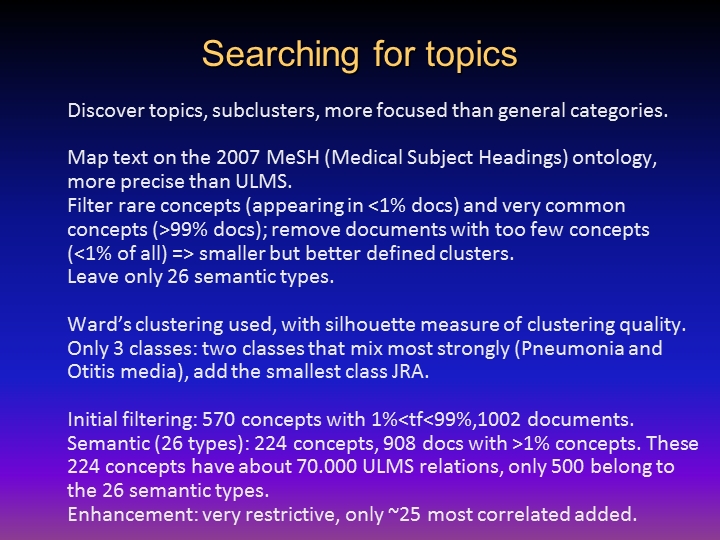 Searching for topics
Discover topics, subclusters, more focused than general categories.
Map text on the 2007 MeSH (Medical Subject Headings) ontology,
more precise than ULMS.
Filter rare concepts (appearing in <1% docs) and very common
concepts (>99% docs); remove documents with too few concepts
(<1% of all) => smaller but better defined clusters.
Leave only 26 semantic types.
Ward’s clustering used, with silhouette measure of clustering quality.
Only 3 classes: two classes that mix most strongly (Pneumonia and
Otitis media), add the smallest class JRA.
Initial filtering: 570 concepts with 1%<tf<99%,1002 documents.
Semantic (26 types): 224 concepts, 908 docs with >1% concepts. These
224 concepts have about 70.000 ULMS relations, only 500 belong to
the 26 semantic types.
Enhancement: very restrictive, only ~25 most correlated added.